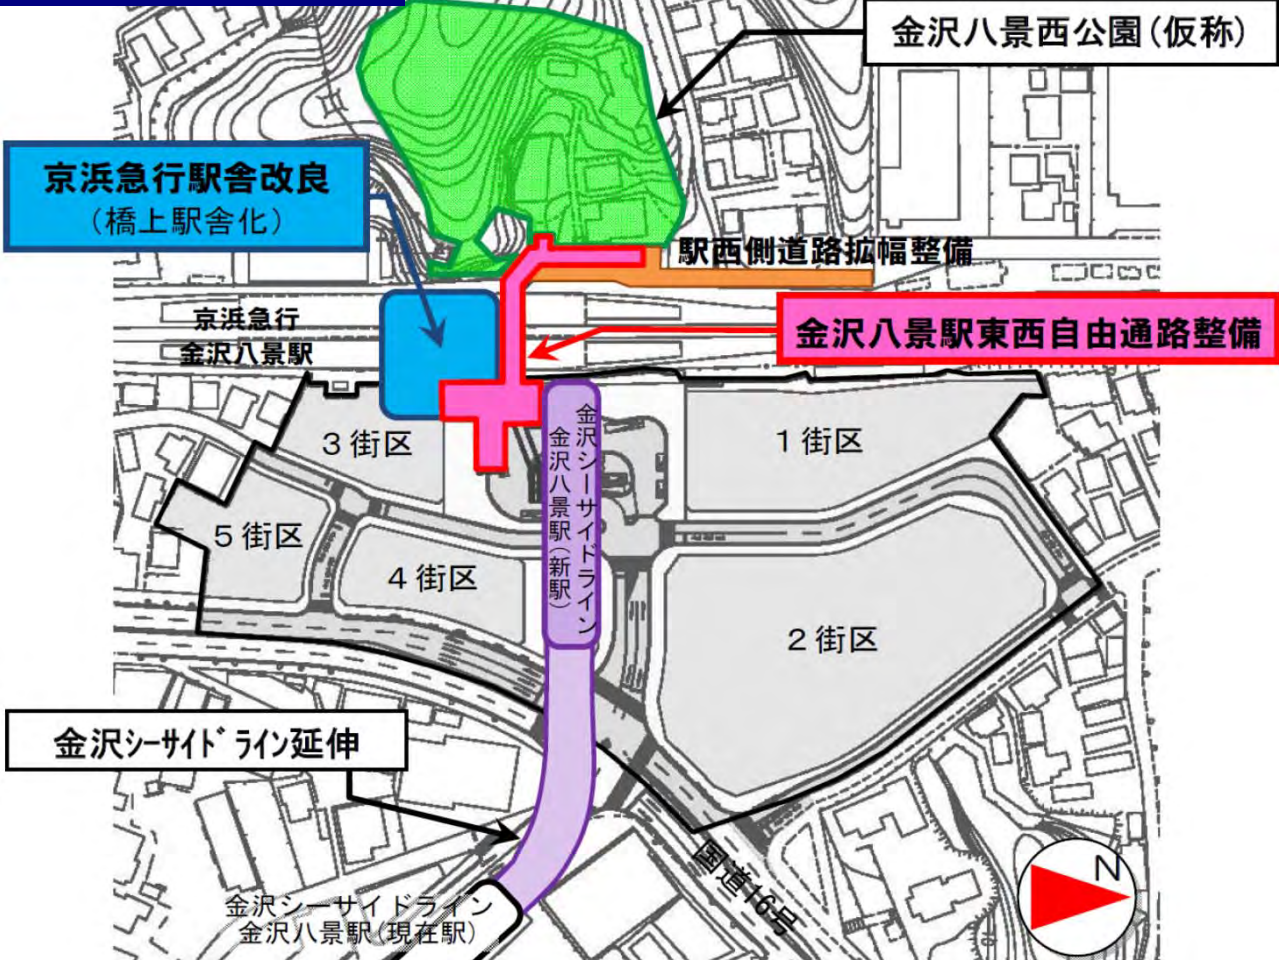 金沢八景西公園(仮称)
京浜急行駅舎改良
(橋上駅舎化)
駅西側道路拡幅整備
京浜急行
金沢八景駅
金沢八景駅東西自由通路整備
3街区
1街区
金沢シーサイドライン
金沢八景駅(新駅)
5街区
4街区
2街区
金沢シーサイドライン延伸
国道16号
N
金沢シーサイドライン
金沢八景駅(現在駅)